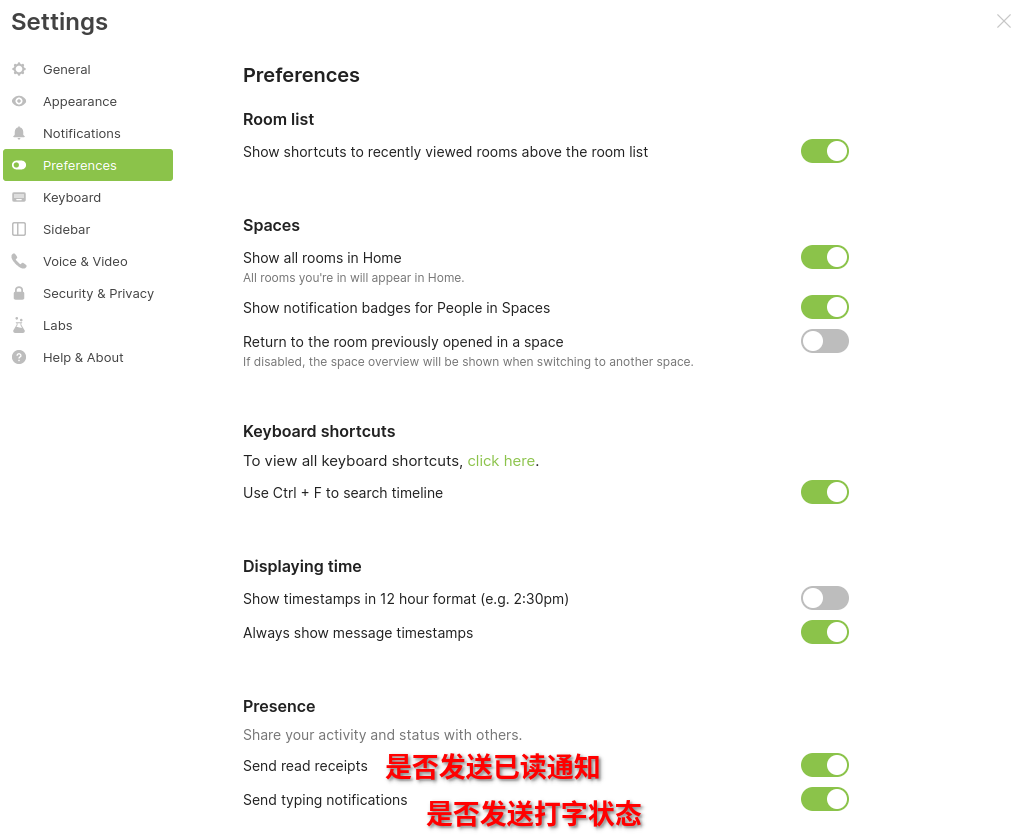 Settings
General
Appearance
Notifications
Preferences
Keyboard
Sidebar
Voice & Video
Security & Privacy
Labs
Help & About
Preferences
Room list
Show shortcuts to recently viewed rooms above the room list
Spaces
Show all rooms in Home
All rooms you're in will appear in Home.
Show notification badges for People in Spaces
Return to the room previously opened in a space
If disabled, the space overview will be shown when switching to another space.
Keyboard shortcuts
To view all keyboard shortcuts, click here.
Use Ctrl + F to search timeline
Displaying time
Show timestamps in 12 hour format (e.g. 2:30pm)
Always show message timestamps
Presence
Share your activity and status with others.
Send read receipts 是否发送已读通知
Send typing notifications 是否发送打字状态